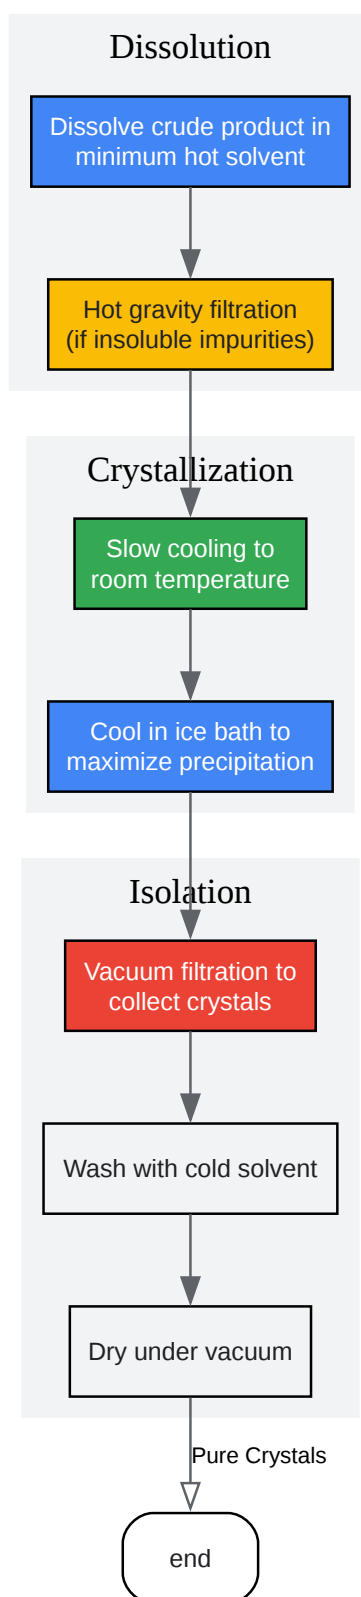 Dissolution
Dissolve crude product in
minimum hot solvent
Hot gravity filtration
(if insoluble impurities)
Crystallization
Slow cooling to
room temperature
Cool in ice bath to
maximize precipitation
Isolation
Vacuum filtration to
collect crystals
Wash with cold solvent
Dry under vacuum
Pure Crystals
end